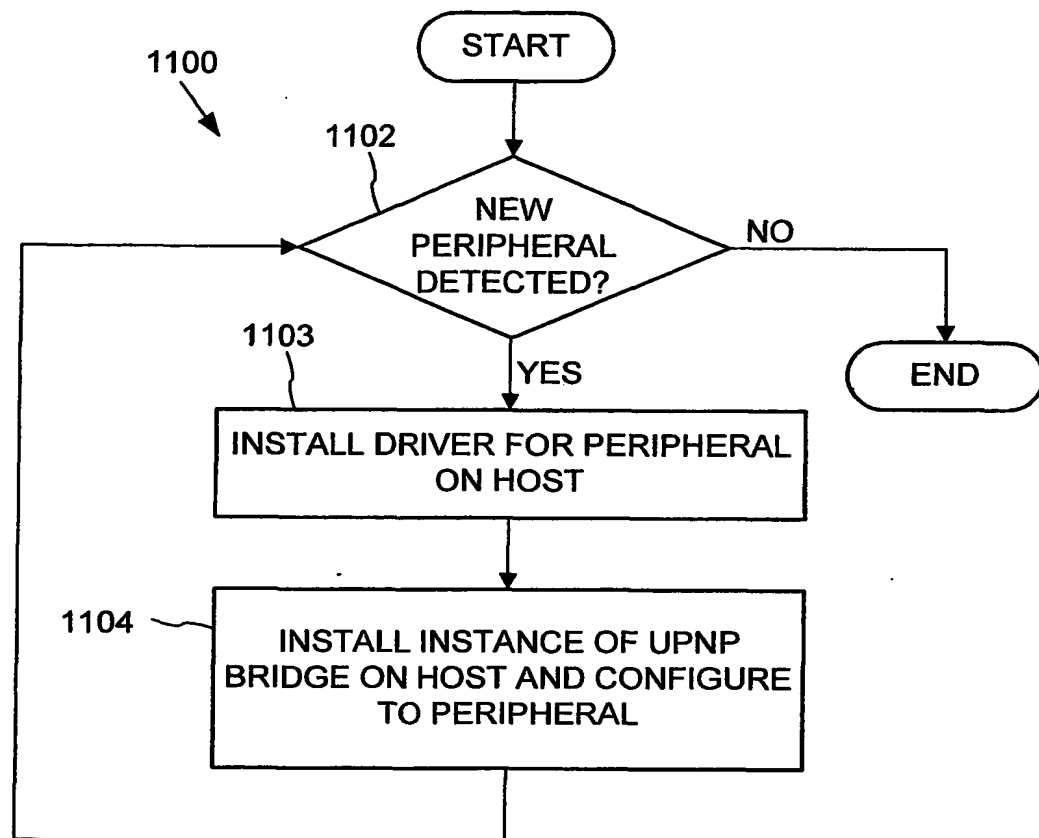 START
1100
1102
NEW
PERIPHERAL
DETECTED?
NO
1103
YES
END
INSTALL DRIVER FOR PERIPHERAL
ON HOST
1104
INSTALL INSTANCE OF UPNP
BRIDGE ON HOST AND CONFIGURE
TO PERIPHERAL